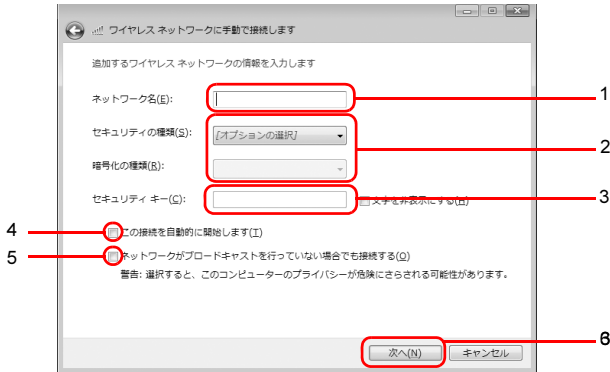 ワイヤレス ネットワークに手動で接続します
追加するワイヤレス ネットワークの情報を入力します
ネットワーク名(E):
1
セキュリティの種類(S):
[オプションの選択]
2
暗号化の種類(R):
セキュリティ キー(C):
文字を非表示にする(H)
3
4
この接続を自動的に開始します(T)
5
ネットワークがブロードキャストを行っていない場合でも接続する(O)
警告: 選択すると、このコンピューターのプライバシーが危険にさらされる可能性があります。
次へ(N)
キャンセル